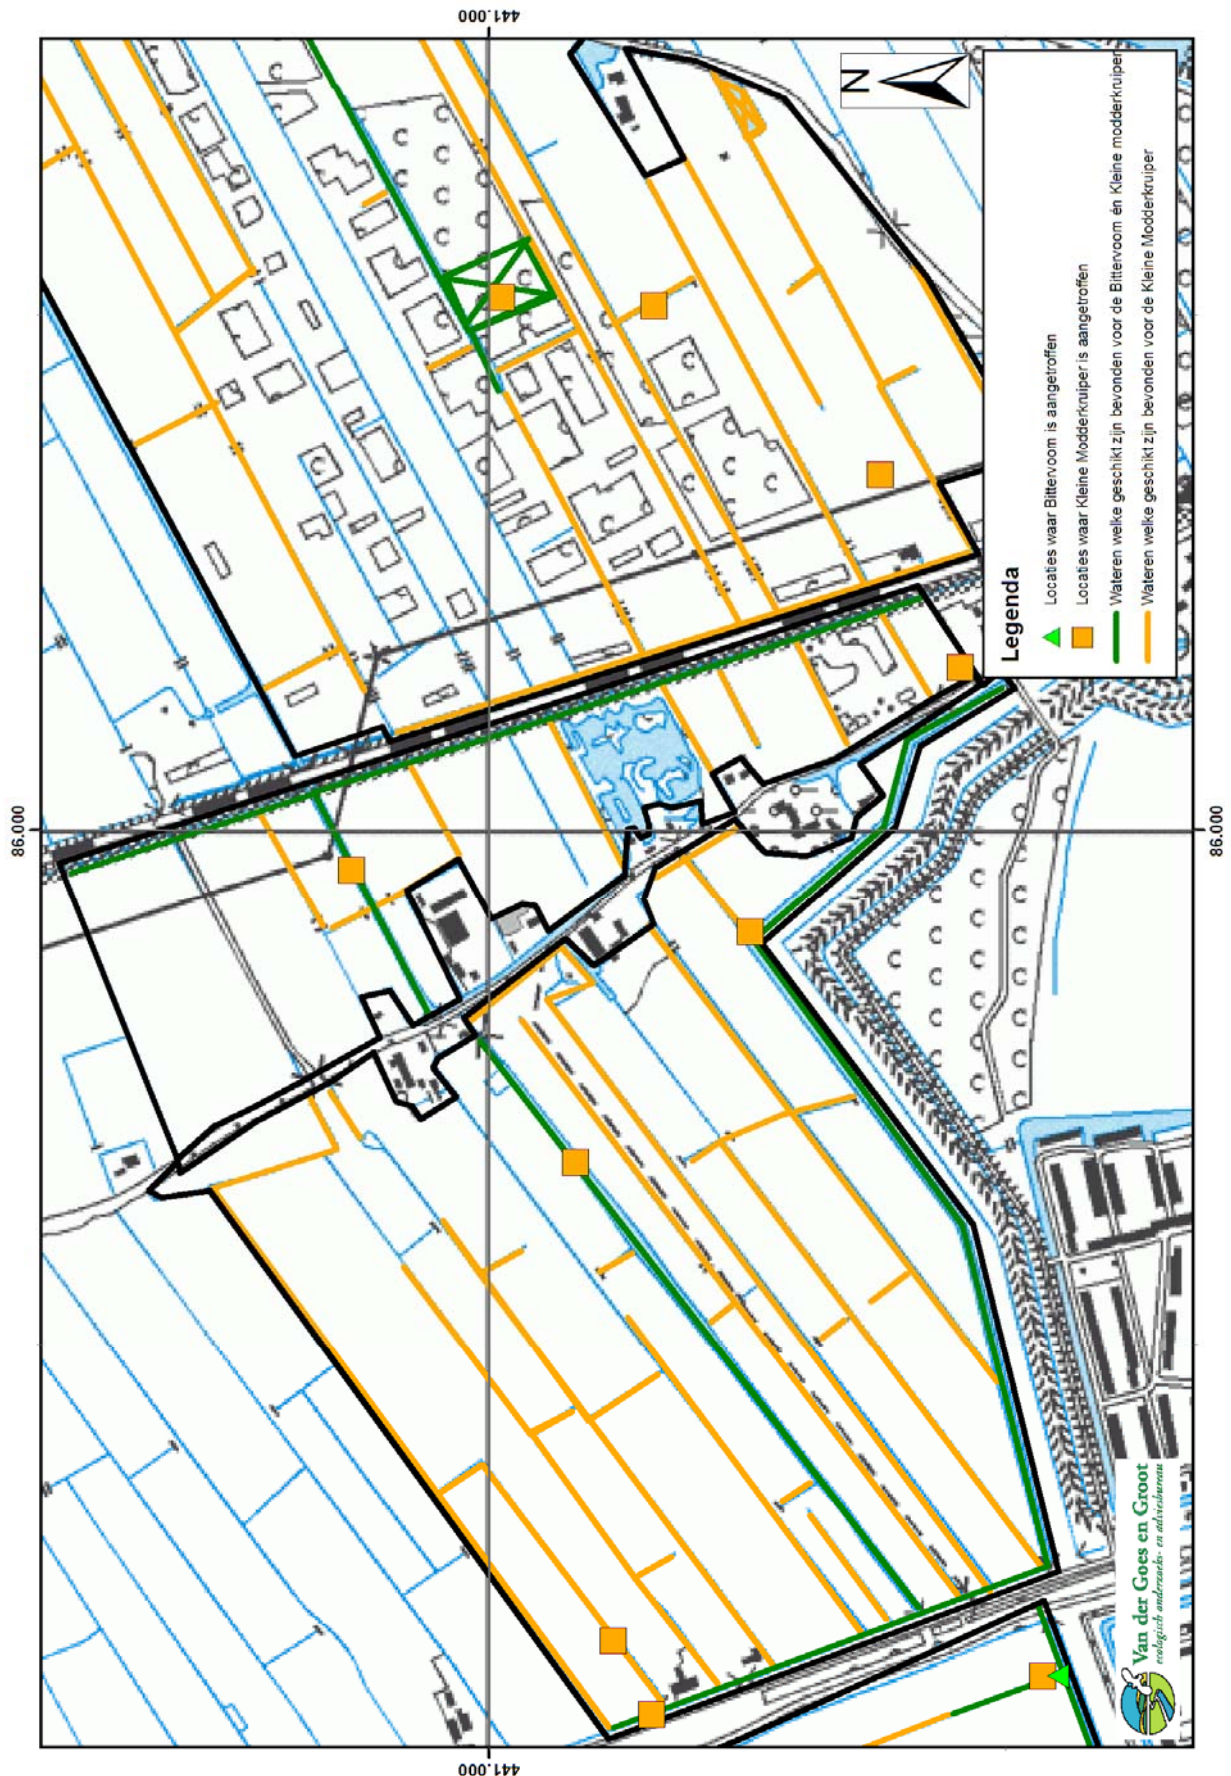 441.000
86.000
N
Legenda
Locaties waar Bittervoorn is aangetroffen
Locaties waar Kleine Modderkruiper is aangetroffen
Wateren welke geschikt zijn bevonden voor de Bittervoorn én Kleine modderkruiper
Wateren welke geschikt zijn bevonden voor de Kleine Modderkruiper
86.000
441.000
Van der Goes en Groot
ecologisch onderzoeks- en adviesbureau